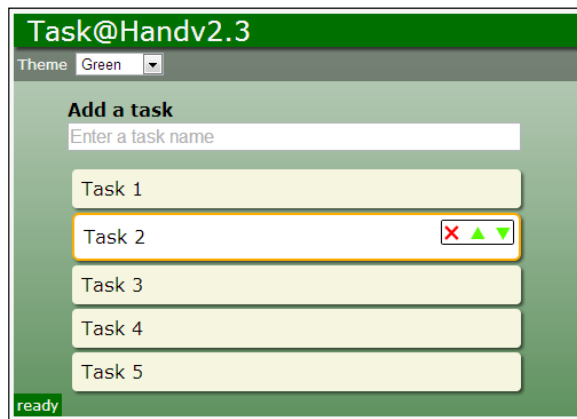 Task@Handv2.3
Theme Green
Add a task
Enter a task name
Task 1
Task 2
Task 3
Task 4
Task 5
ready